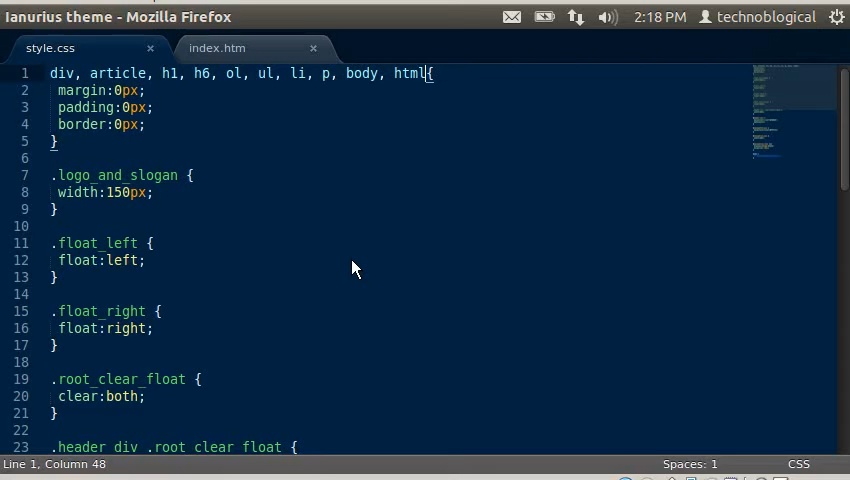 Ianurius theme - Mozilla Firefox 2:18 PM technoblogical
style.css × index.htm ×
1 div, article, h1, h6, ol, ul, li, p, body, html{
2 margin:0px;
3 padding:0px;
4 border:0px;
5 }
6
7 .logo_and_slogan {
8 width:150px;
9 }
10
11 .float_left {
12 float:left;
13 }
14
15 .float_right {
16 float:right;
17 }
18
19 .root_clear_float {
20 clear:both;
21 }
22
23 .header_div .root_clear_float {
Line 1, Column 48 Spaces: 1 CSS